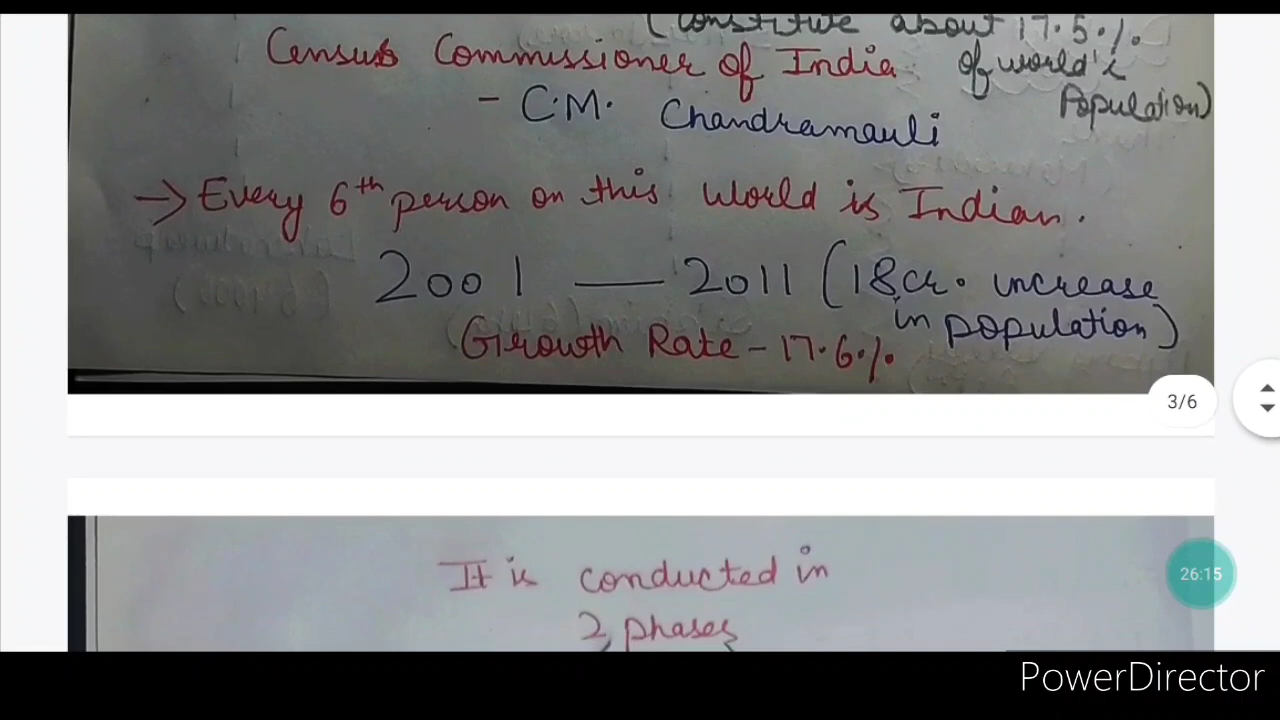 (constitute about 17.5%
Census Commissioner of India of world's
Population)
- C.M. Chandramauli
→ Every 6th person on this world is Indian.
2001 — 2011 (18 cr. increase
in population)
Growth Rate - 17.6%
3/6
It is conducted in
2 phases
26:15
PowerDirector